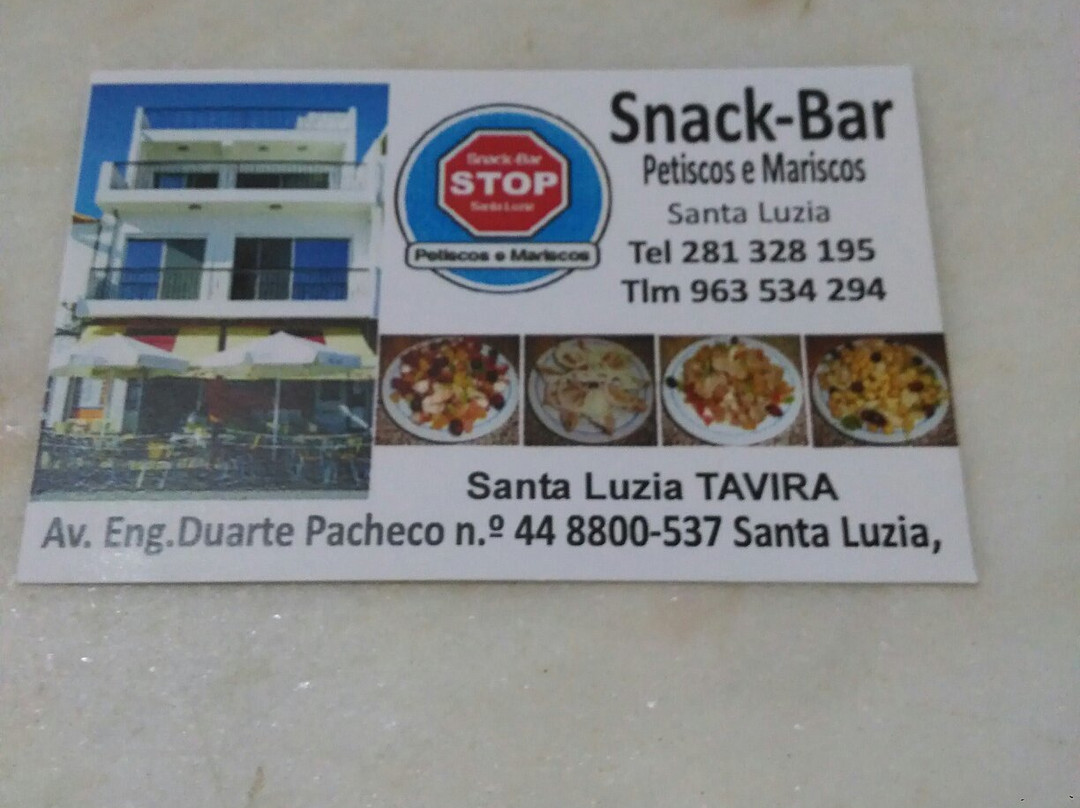 Snack-Bar
STOP
Santa Luzia
Petiscos e Mariscos
Snack-Bar
Petiscos e Mariscos
Santa Luzia
Tel 281 328 195
Tlm 963 534 294
Santa Luzia TAVIRA
Av. Eng.Duarte Pacheco n.º 44 8800-537 Santa Luzia,